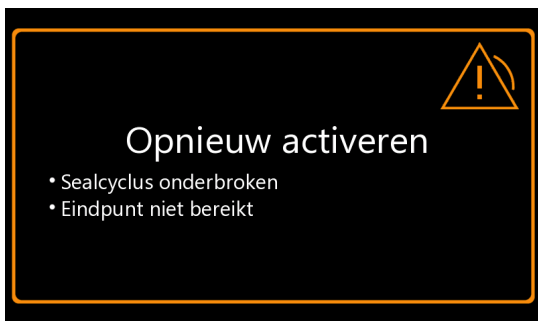 Opnieuw activeren
• Sealcyclus onderbroken
• Eindpunt niet bereikt